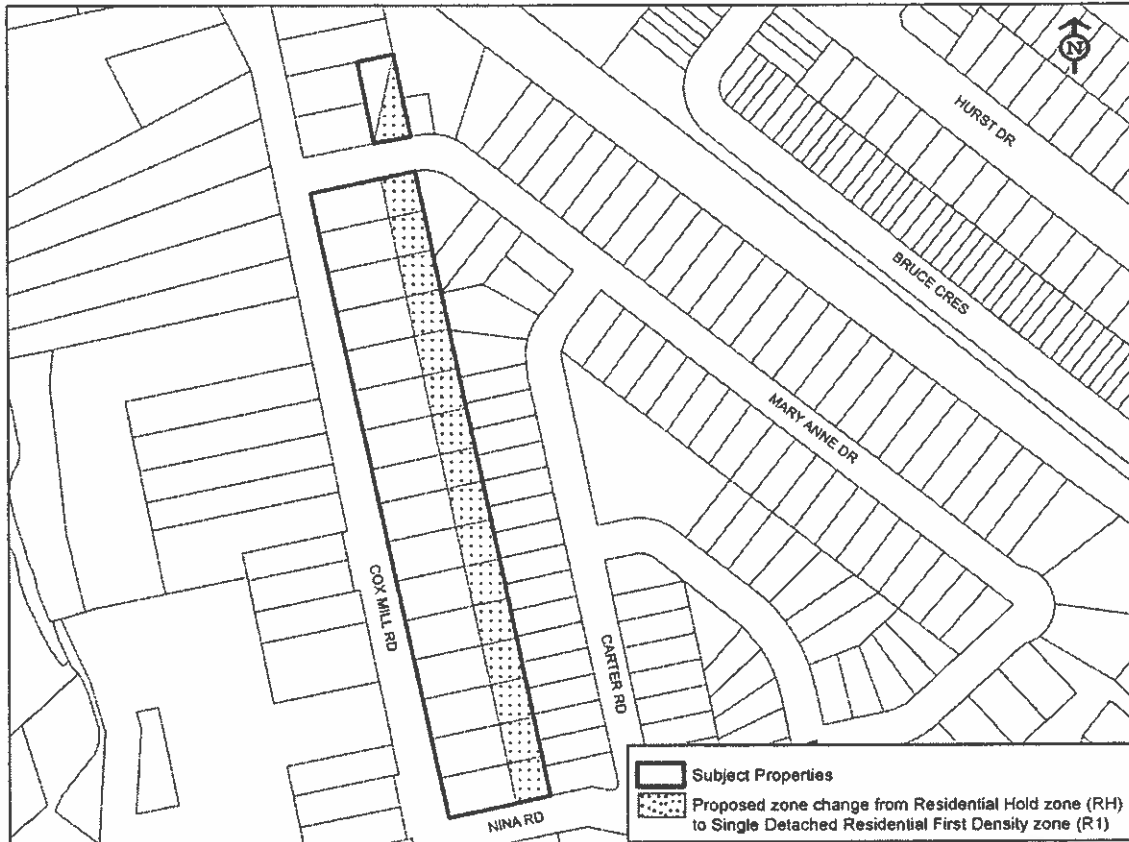 N
HURST DR
BRUCE CRES
MARY ANNE DR
COX MILL RD
CARTER RD
NINA RD
Subject Properties
Proposed zone change from Residential Hold zone (RH)
to Single Detached Residential First Density zone (R1)